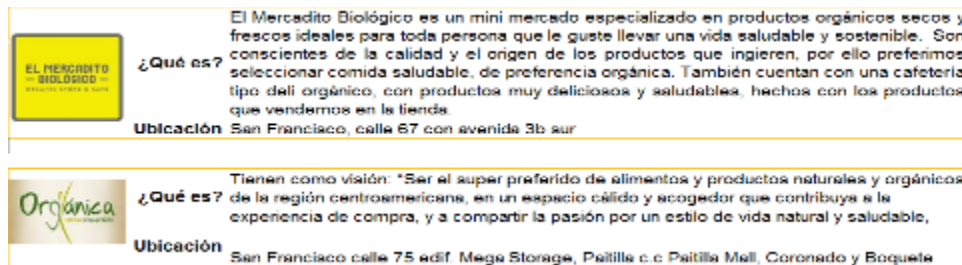 El Mercadito Biológico es un mini mercado especializado en productos orgánicos secos y
frescos ideales para toda persona que le guste llevar una vida saludable y sostenible. Son
EL MERCADITO
BIOLÓGICO
¿Qué es? conscientes de la calidad y el origen de los productos que ingieren, por ello preferimos
seleccionar comida saludable, de preferencia orgánica. También cuentan con una cafetería
tipo deli orgánico, con productos muy deliciosos y saludables, hechos con los productos
que vendemos en la tienda.
Ubicación San Francisco, calle 67 con avenida 3b sur
Orgánica
Tienen como visión: "Ser el super preferido de alimentos y productos naturales y orgánicos
¿Qué es? de la región centroamericana, en un espacio cálido y acogedor que contribuya a la
experiencia de compra, y a compartir la pasión por un estilo de vida natural y saludable,
Ubicación
San Francisco calle 75 edif. Mega Storage, Paitilla c.c Paitilla Mall, Coronado y Boquete